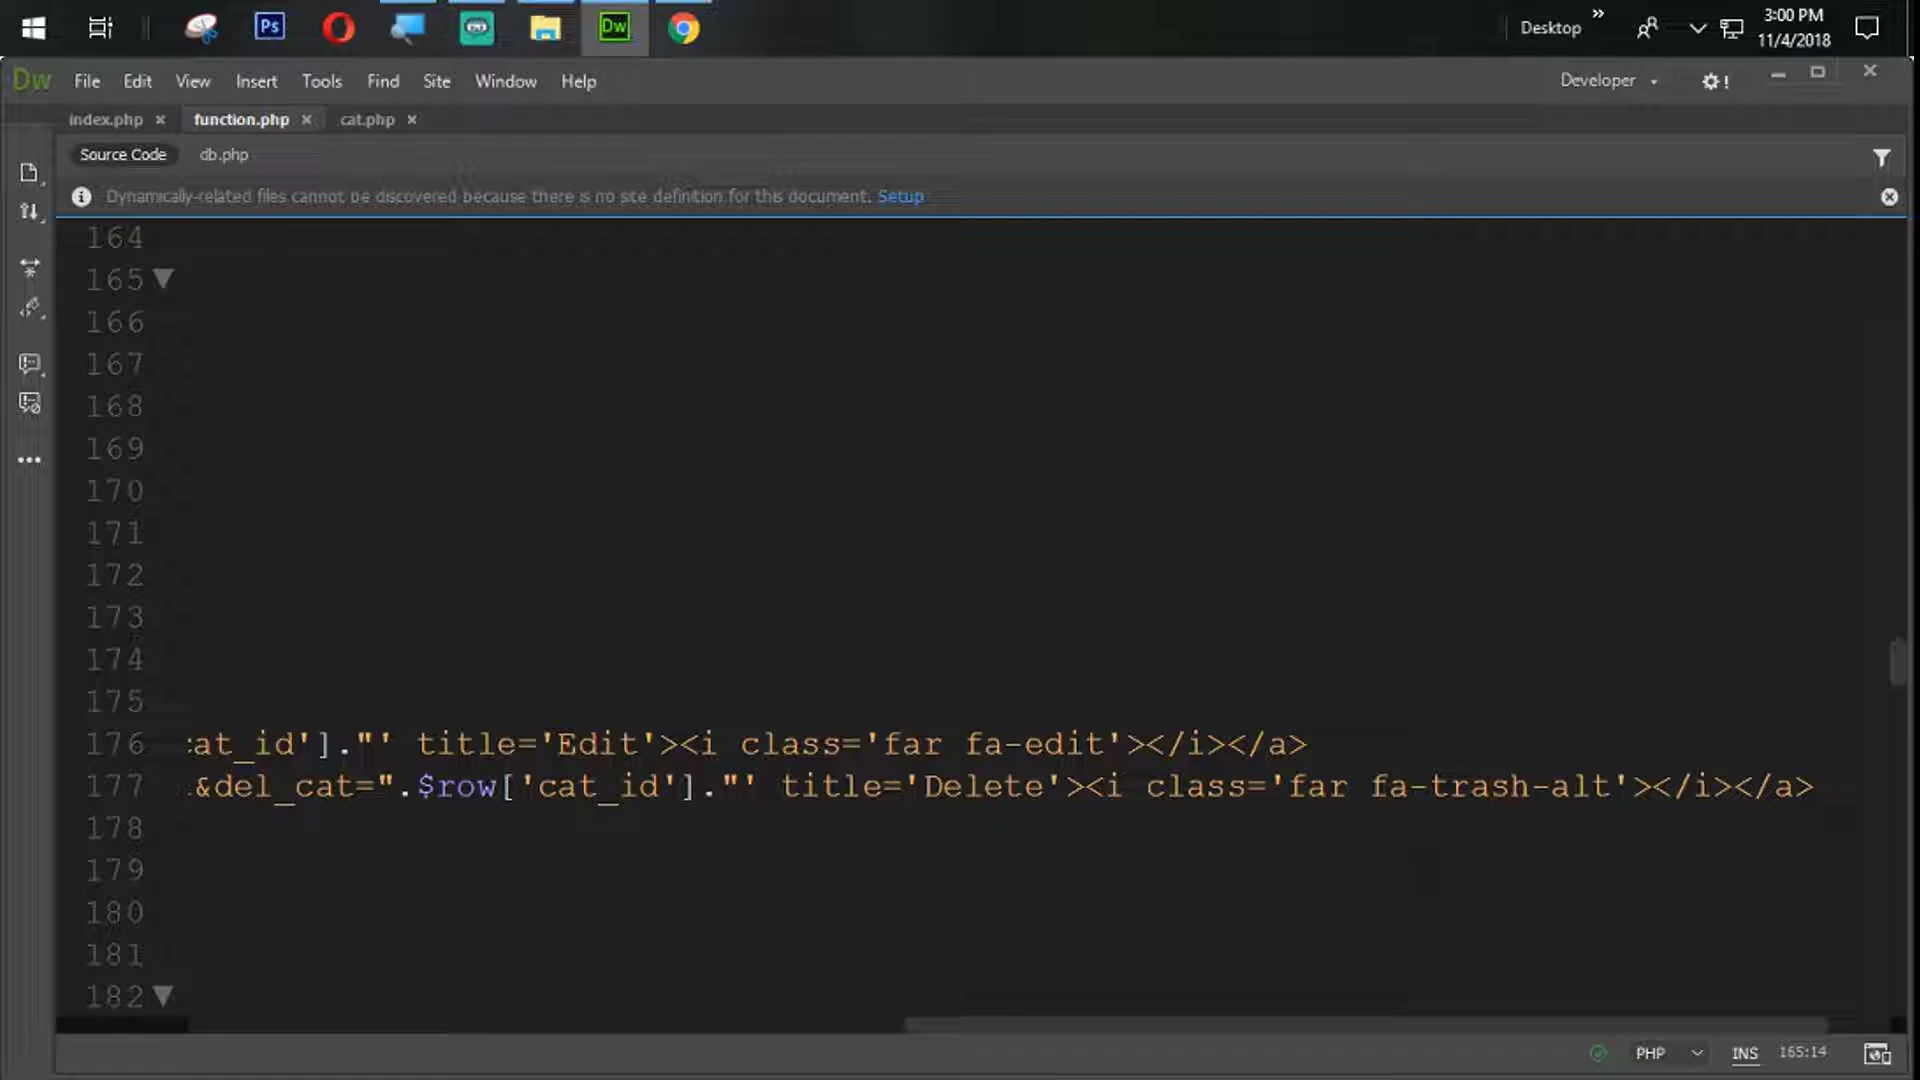 Ps
Dw
Desktop
3:00 PM
11/4/2018
Dw File Edit View Insert Tools Find Site Window Help
Developer
index.php function.php cat.php
Source Code db.php
Dynamically-related files cannot be discovered because there is no site definition for this document. Setup
164
165
166
167
168
169
170
171
172
173
174
175
176 at_id']."' title='Edit'><i class='far fa-edit'></i></a>
177 &del_cat=".$row['cat_id']."' title='Delete'><i class='far fa-trash-alt'></i></a>
178
179
180
181
182
PHP INS 165:14